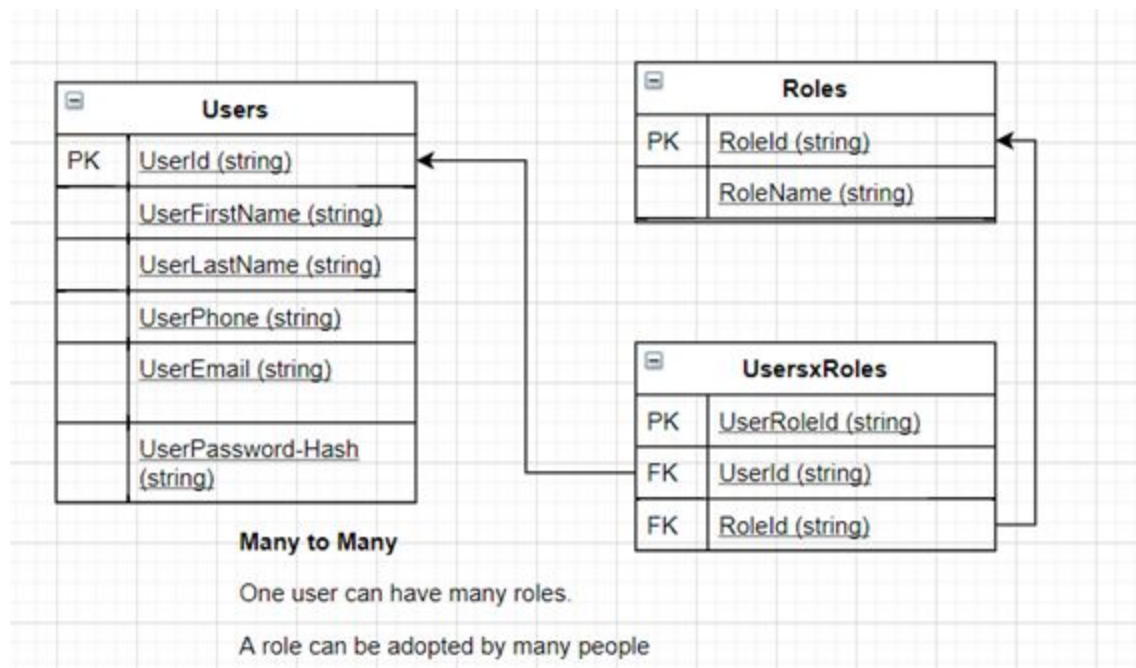 Users
PK UserId (string)
UserFirstName (string)
UserLastName (string)
UserPhone (string)
UserEmail (string)
UserPassword-Hash
(string)
Roles
PK RoleId (string)
RoleName (string)
UsersxRoles
PK UserRoleId (string)
FK UserId (string)
FK RoleId (string)
Many to Many
One user can have many roles.
A role can be adopted by many people